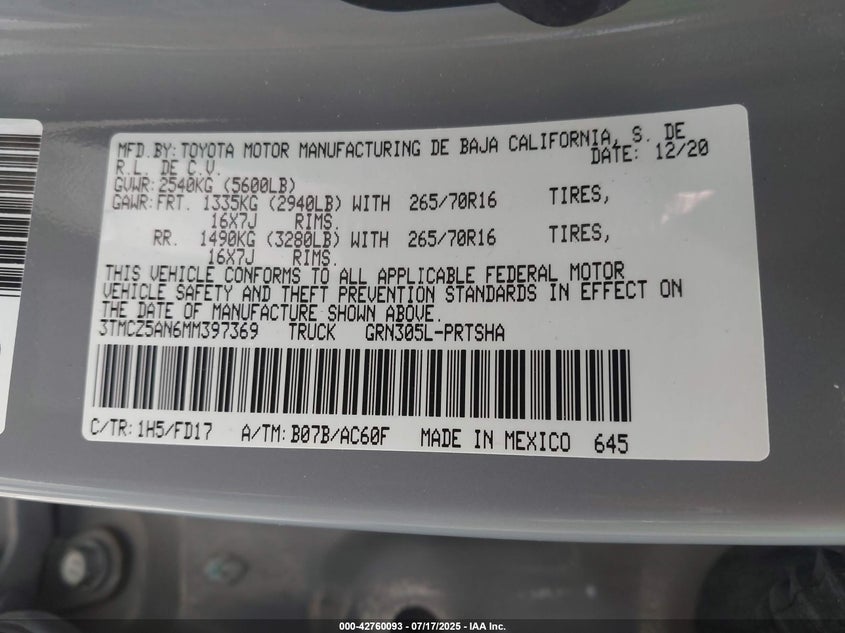 MFD.BY: TOYOTA MOTOR MANUFACTURING DE BAJA CALIFORNIA, S. DE
R.L. DE C.V. DATE: 12/20
GVWR: 2540KG (5600LB)
GAWR: FRT. 1335KG (2940LB) WITH 265/70R16 TIRES,
16X7J RIMS.
RR. 1490KG (3280LB) WITH 265/70R16 TIRES,
16X7J RIMS.
THIS VEHICLE CONFORMS TO ALL APPLICABLE FEDERAL MOTOR
VEHICLE SAFETY AND THEFT PREVENTION STANDARDS IN EFFECT ON
THE DATE OF MANUFACTURE SHOWN ABOVE.
3TMCZ5AN6MM397369 TRUCK GRN305L-PRTSHA
C/TR: 1H5/FD17 A/TM: B07B/AC60F MADE IN MEXICO 645
000-42760093 - 07/17/2025 - IAA Inc.